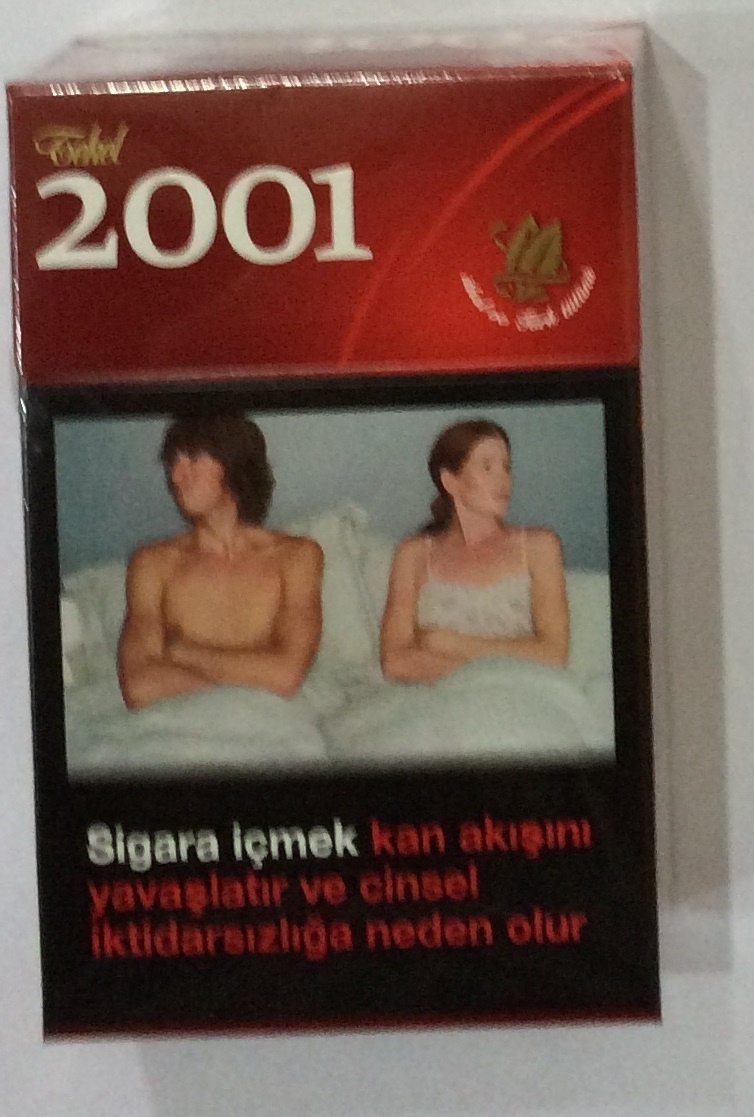 Tekel
2001
Sigara içmek kan akışını
yavaşlatır ve cinsel
iktidarsızlığa neden olur